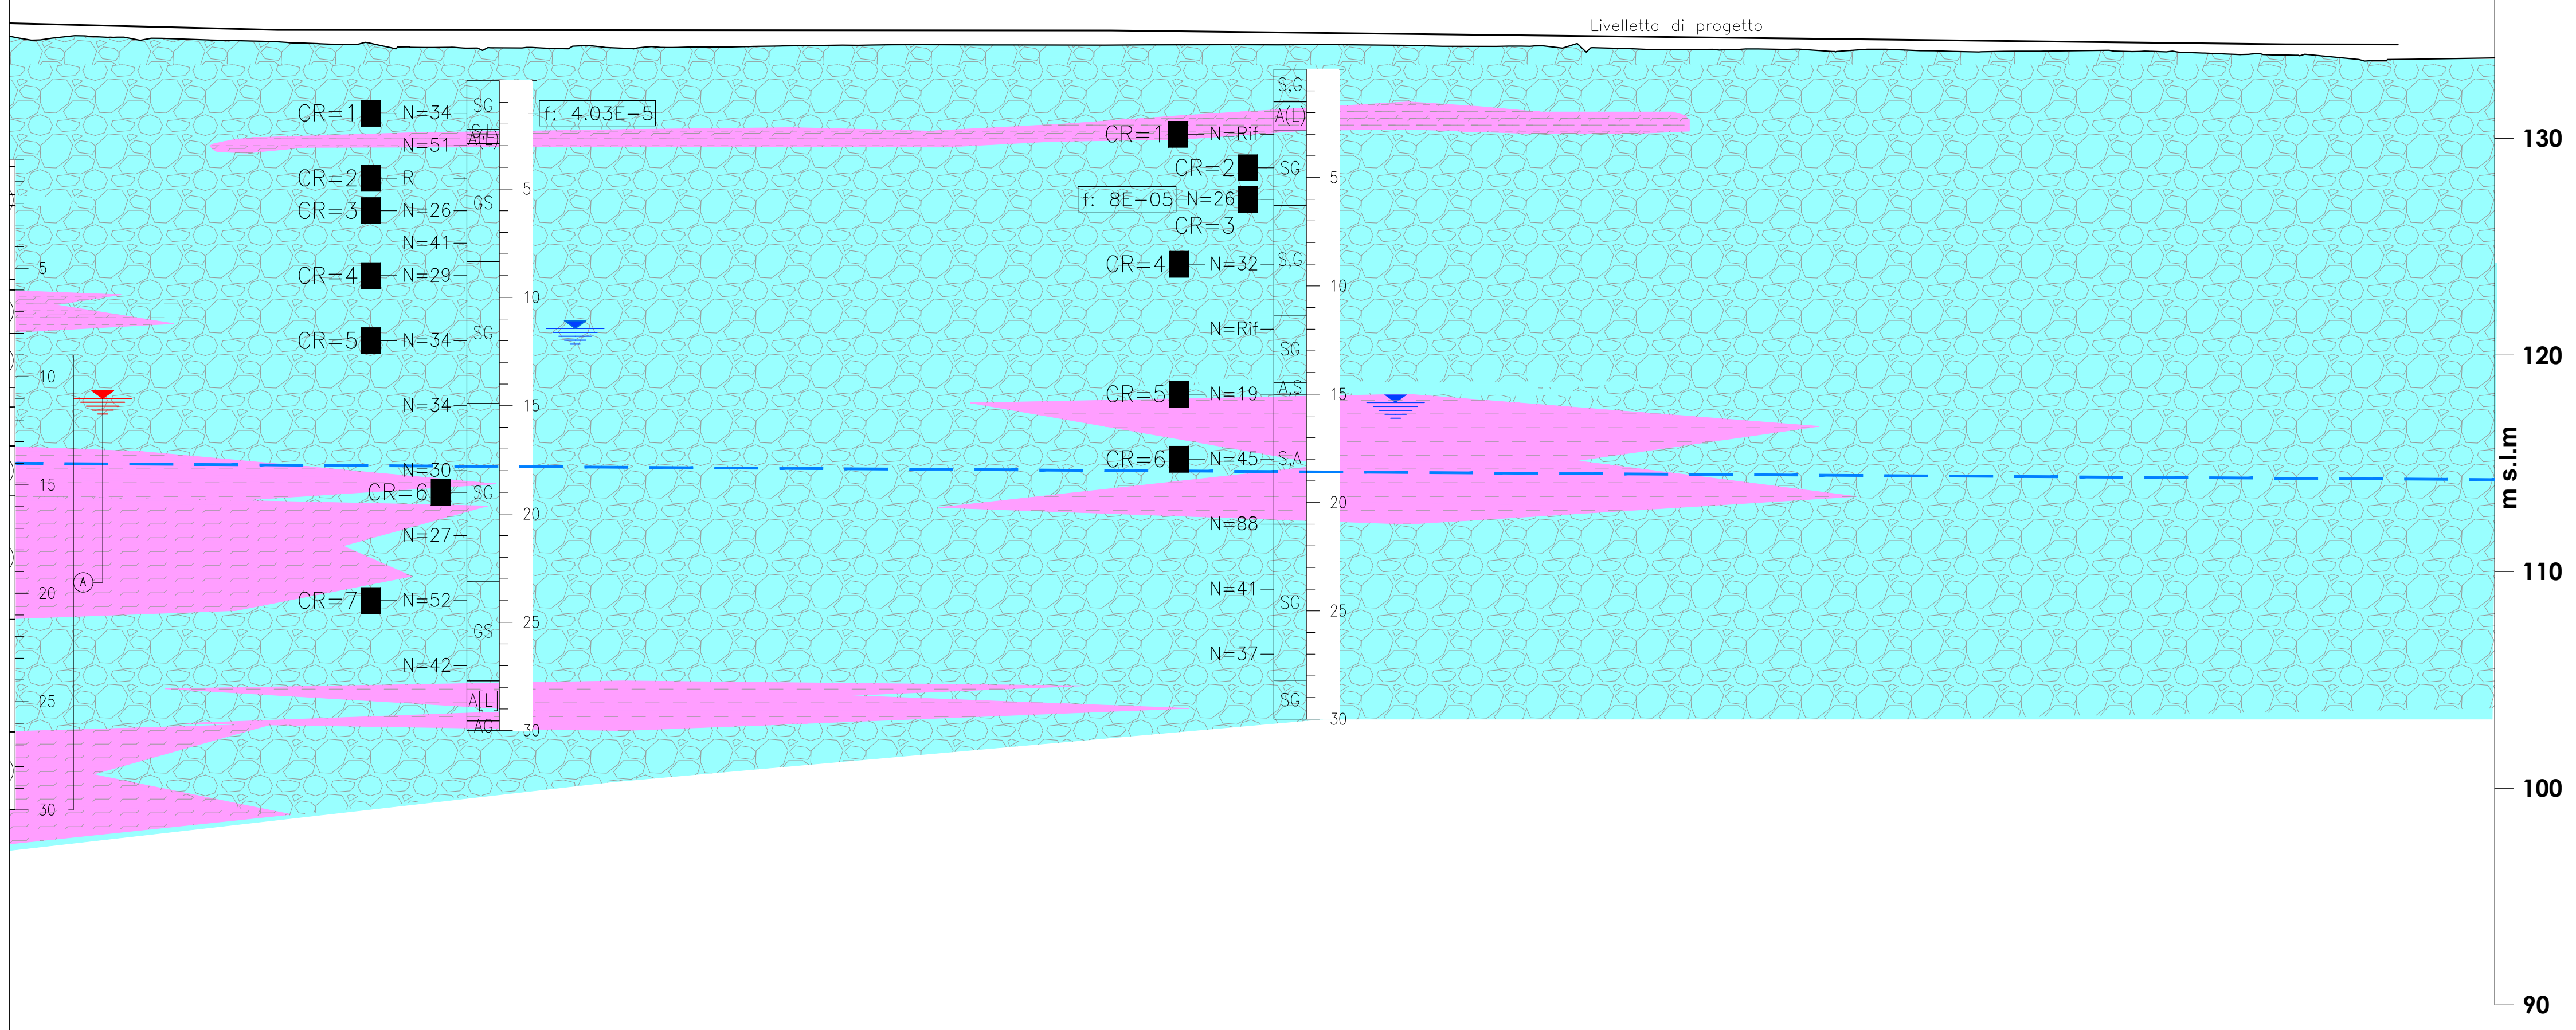 Livelletta di progetto
CR=1 N=34
N=51
CR=2 R
CR=3 N=26
N=41
CR=4 N=29
CR=5 N=34
N=34
N=30
CR=6
N=27
CR=7 N=52
N=42
SG
A(L)
GS
SG
SG
GS
A[L]
AG
f: 4.03E-5
5
10
15
20
25
30
5
10
15
20
25
30
A
CR=1 N=Rif
CR=2
f: 8E-05 N=26
CR=3
CR=4 N=32
N=Rif
CR=5 N=19
CR=6 N=45
N=88
N=41
N=37
S,G
A(L)
SG
S,G
SG
A,S
S,A
SG
SG
5
10
15
20
25
30
130
120
m s.l.m
110
100
90